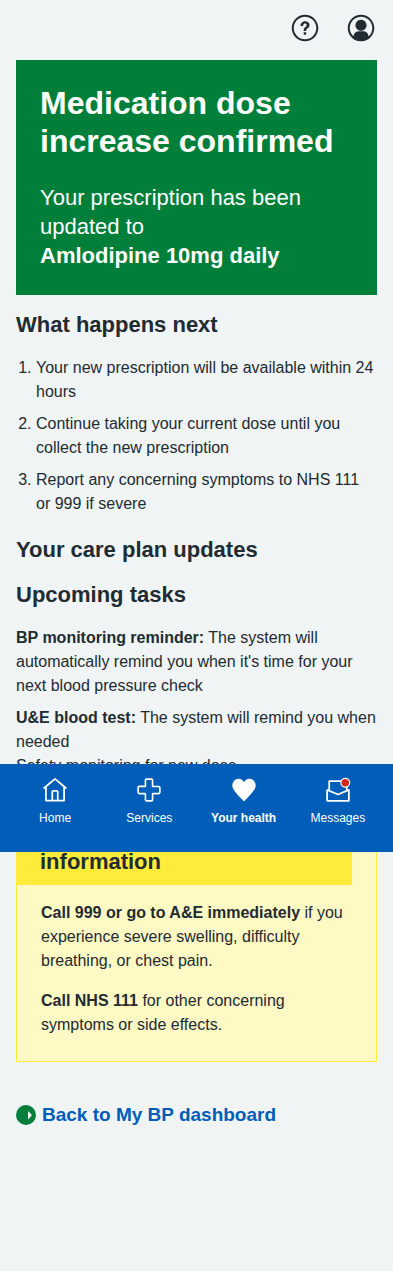 Medication dose
increase confirmed
Your prescription has been
updated to
Amlodipine 10mg daily
What happens next
1. Your new prescription will be available within 24
hours
2. Continue taking your current dose until you
collect the new prescription
3. Report any concerning symptoms to NHS 111
or 999 if severe
Your care plan updates
Upcoming tasks
BP monitoring reminder: The system will
automatically remind you when it's time for your
next blood pressure check
U&E blood test: The system will remind you when
needed
Safety monitoring for new dose
Home
Services
Your health
Messages
information
Call 999 or go to A&E immediately if you
experience severe swelling, difficulty
breathing, or chest pain.
Call NHS 111 for other concerning
symptoms or side effects.
Back to My BP dashboard